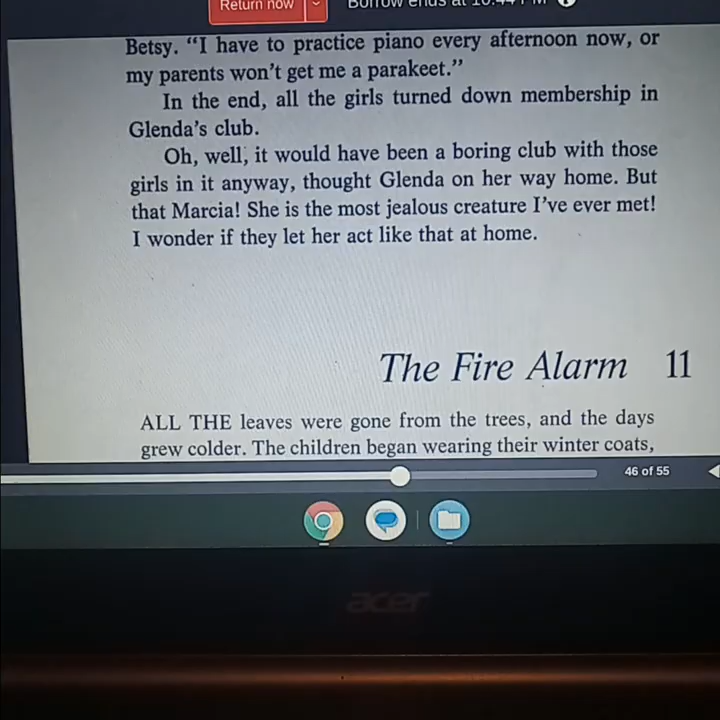 Return now
Borrow ends at
Betsy. “I have to practice piano every afternoon now, or
my parents won’t get me a parakeet.”
In the end, all the girls turned down membership in
Glenda’s club.
Oh, well, it would have been a boring club with those
girls in it anyway, thought Glenda on her way home. But
that Marcia! She is the most jealous creature I’ve ever met!
I wonder if they let her act like that at home.
The Fire Alarm 11
ALL THE leaves were gone from the trees, and the days
grew colder. The children began wearing their winter coats,
46 of 55
acer